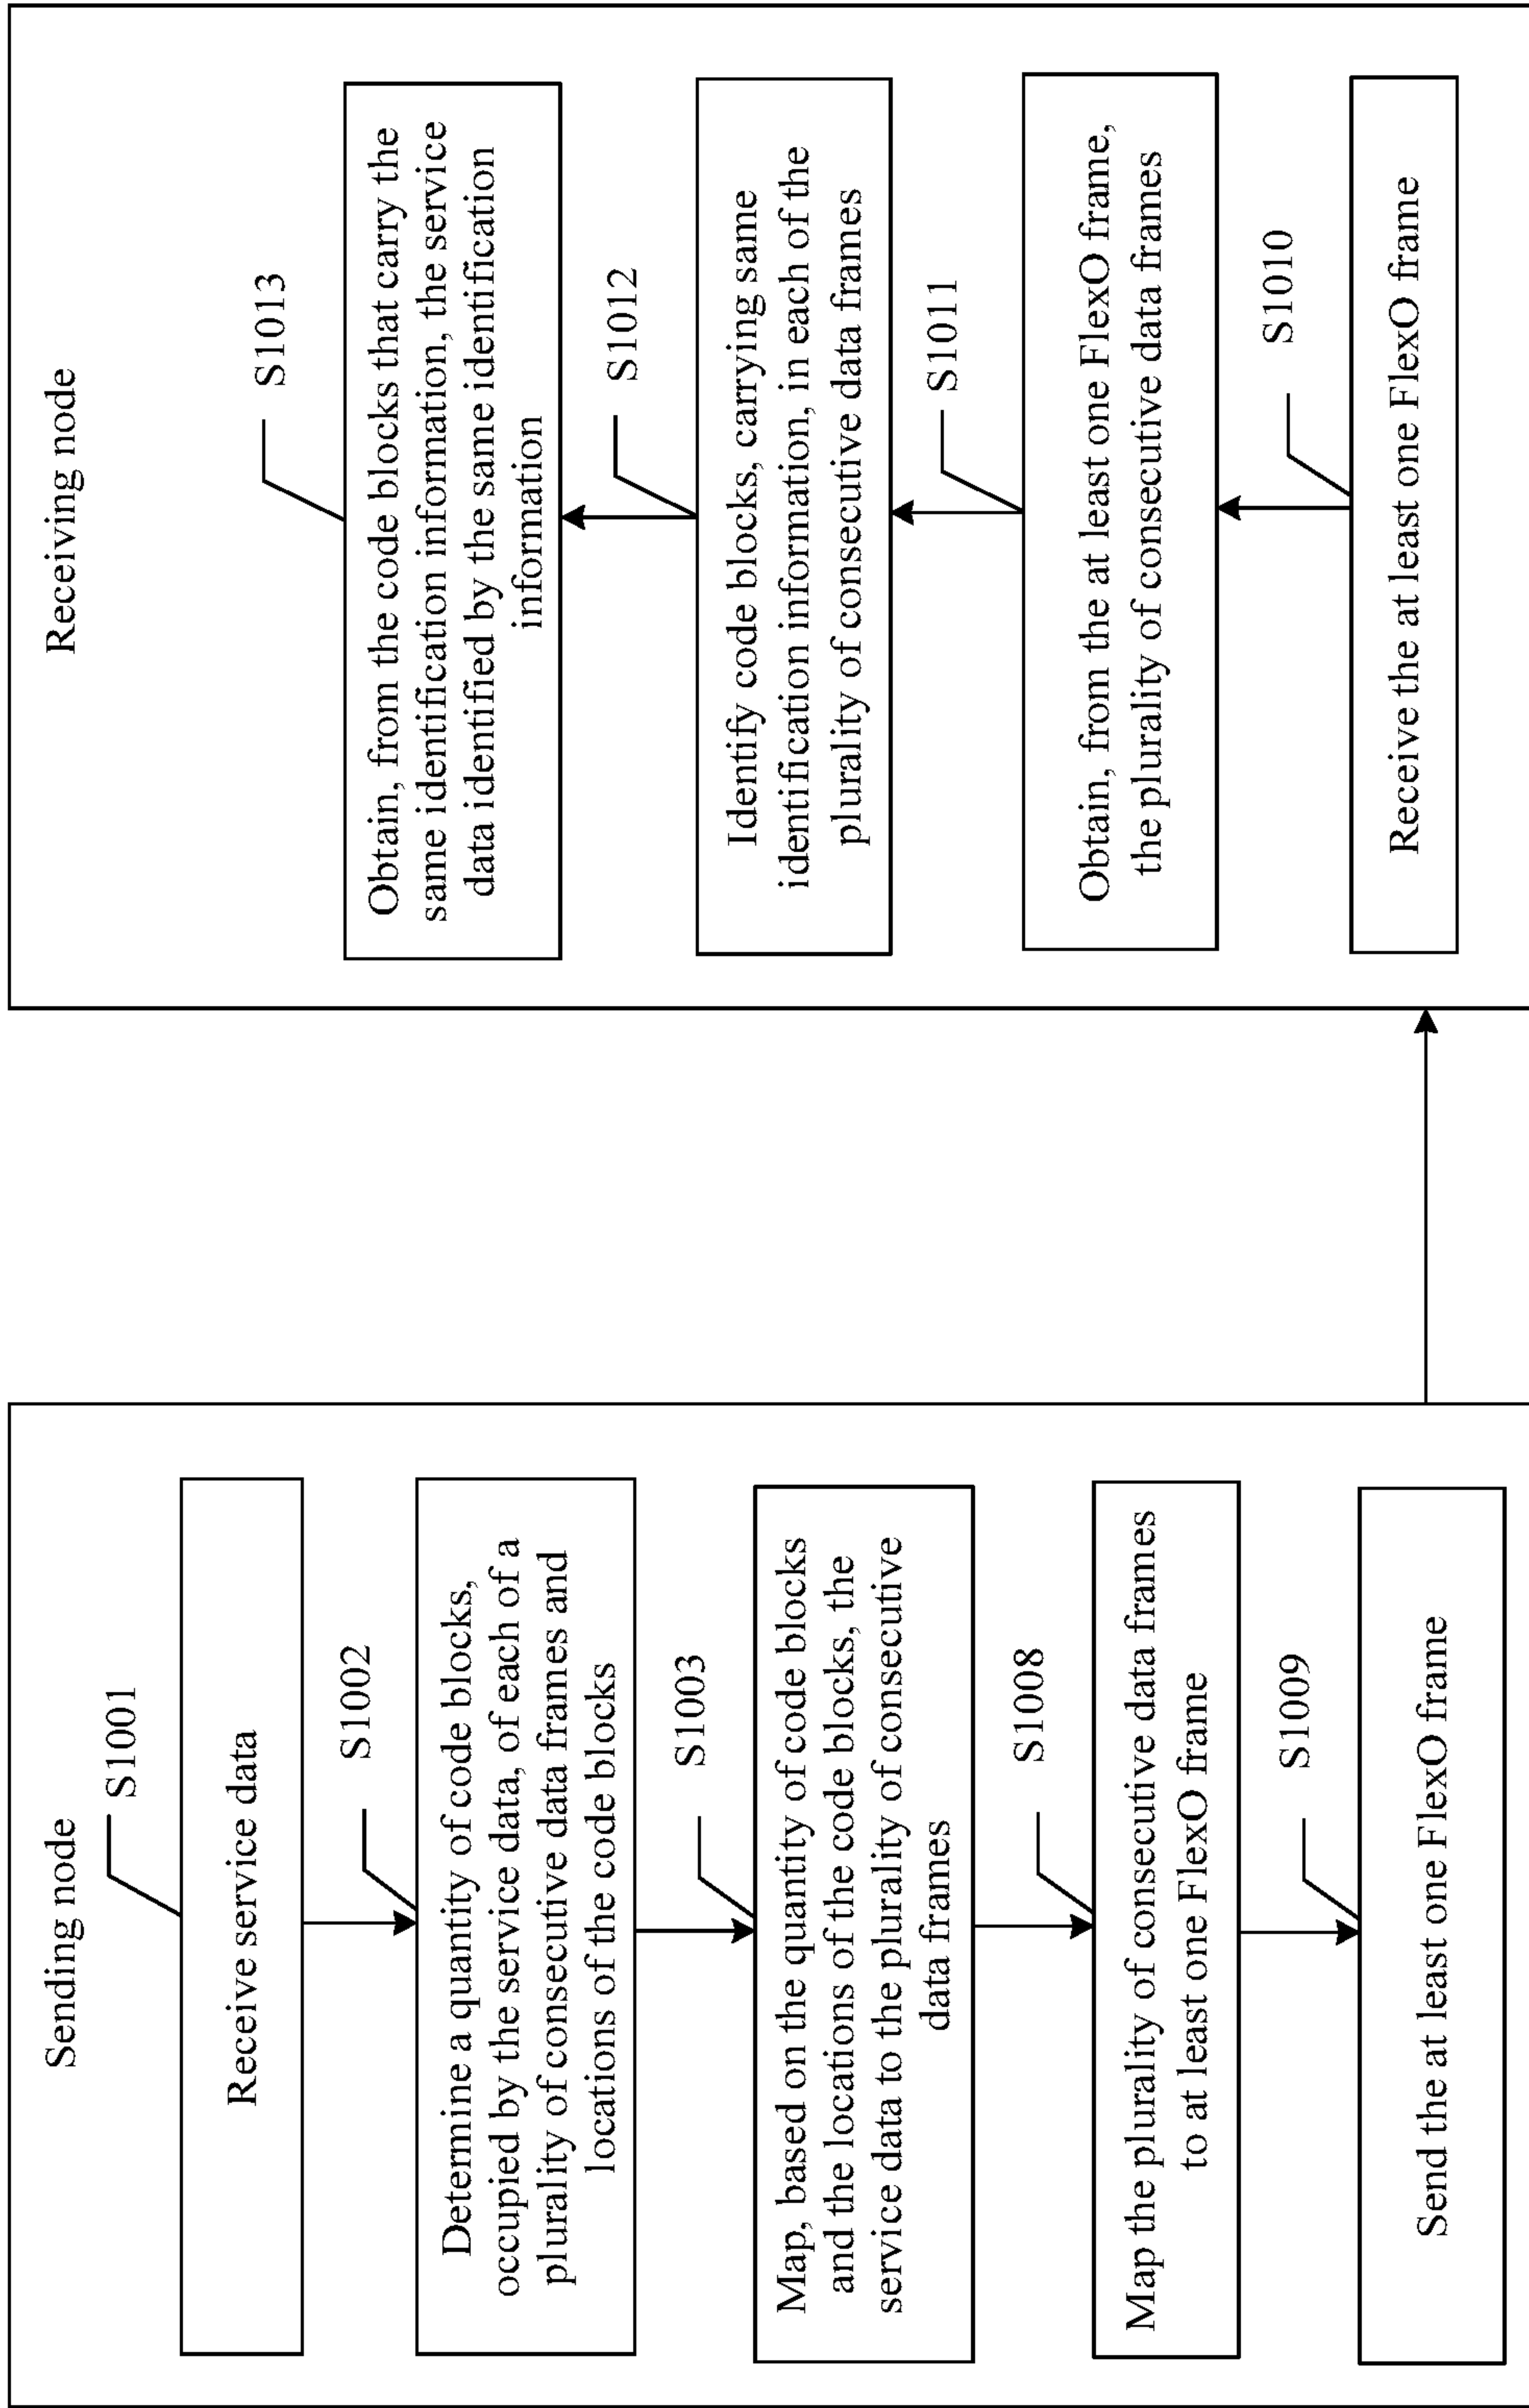 Sending node
S1001
Receive service data
S1002
Determine a quantity of code blocks,
occupied by the service data, of each of a
plurality of consecutive data frames and
locations of the code blocks
S1003
Map, based on the quantity of code blocks
and the locations of the code blocks, the
service data to the plurality of consecutive
data frames
S1008
Map the plurality of consecutive data frames
to at least one FlexO frame
S1009
Send the at least one FlexO frame
Receiving node
S1013
Obtain, from the code blocks that carry the
same identification information, the service
data identified by the same identification
information
S1012
Identify code blocks, carrying same
identification information, in each of the
plurality of consecutive data frames
S1011
Obtain, from the at least one FlexO frame,
the plurality of consecutive data frames
S1010
Receive the at least one FlexO frame